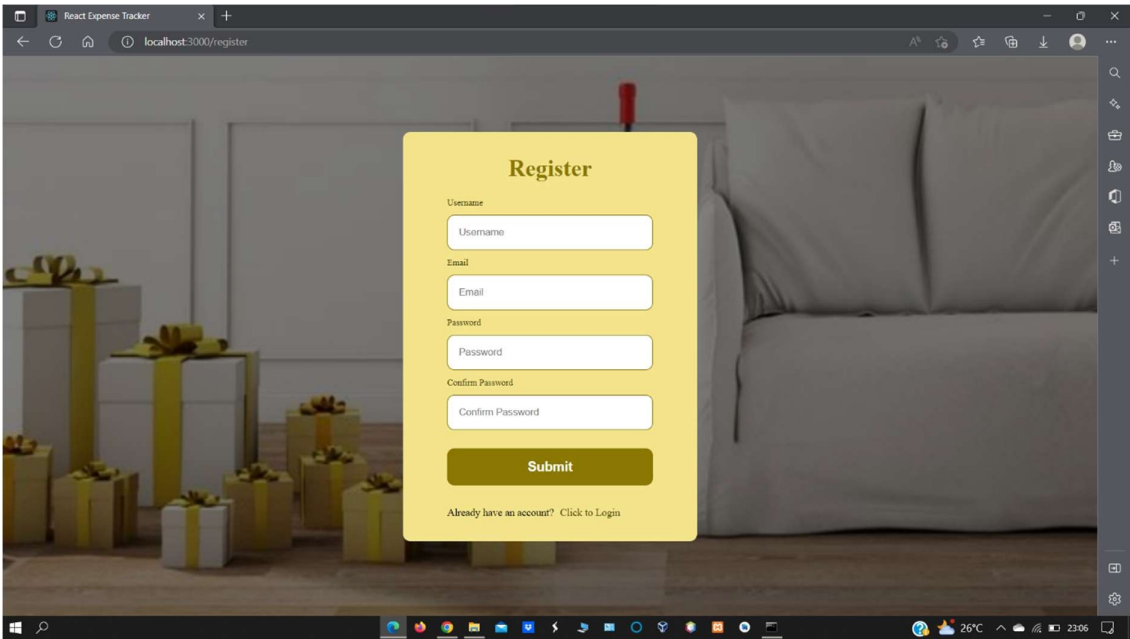 React Expense Tracker
localhost:3000/register
Register
Username
Username
Email
Email
Password
Password
Confirm Password
Confirm Password
Submit
Already have an account? Click to Login
26°C
23:06